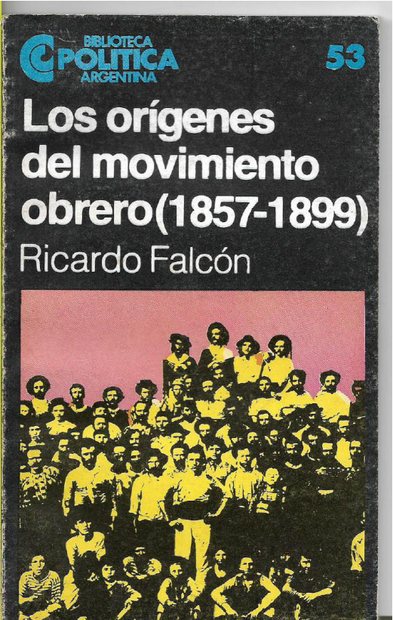 BIBLIOTECA
POLITICA
ARGENTINA
53
Los orígenes
del movimiento
obrero (1857-1899)
Ricardo Falcón